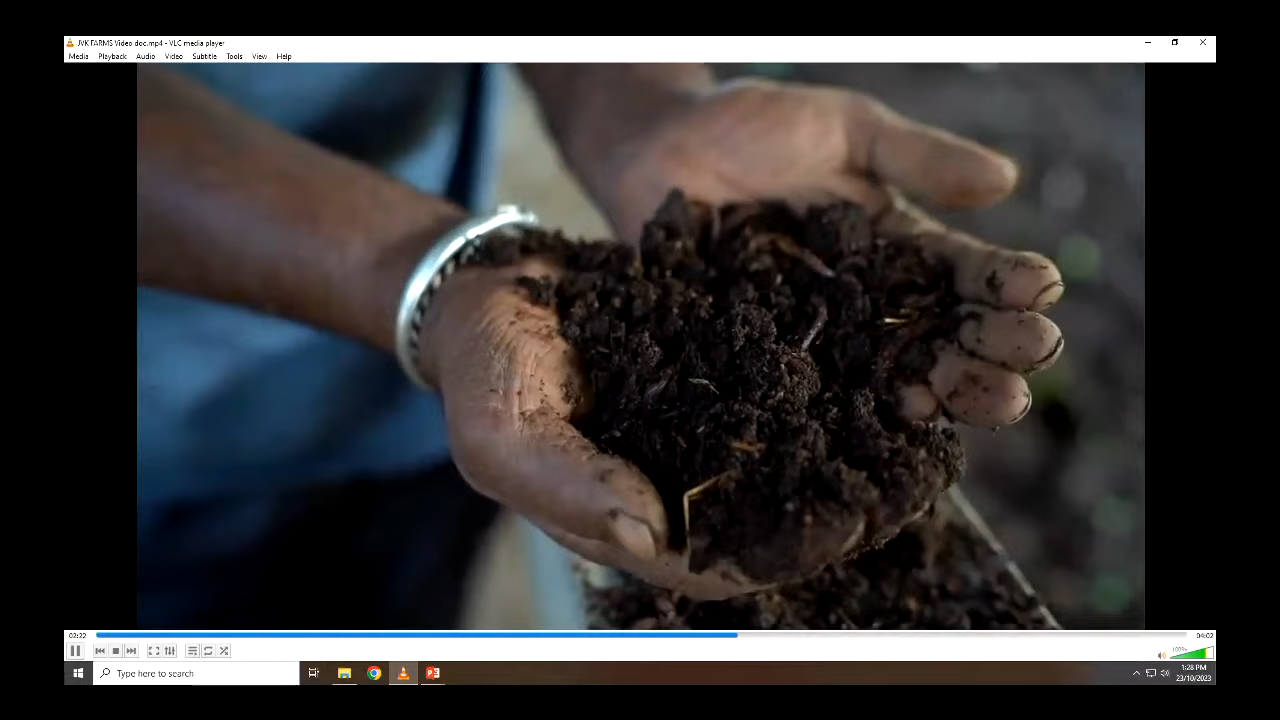 JVK FARMS Video doc.mp4 - VLC media player
Media Playback Audio Video Subtitle Tools View Help
02:22
04:02
100%
Type here to search
1:28 PM
23/10/2023